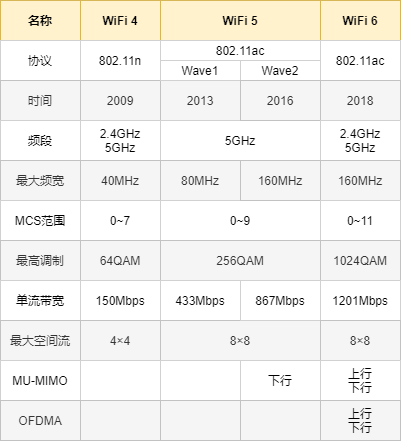 名称 WiFi 4 WiFi 5 WiFi 6
协议 802.11n 802.11ac 802.11ac
Wave1 Wave2
时间 2009 2013 2016 2018
频段 2.4GHz 5GHz 5GHz 2.4GHz 5GHz
最大频宽 40MHz 80MHz 160MHz 160MHz
MCS范围 0~7 0~9 0~11
最高调制 64QAM 256QAM 1024QAM
单流带宽 150Mbps 433Mbps 867Mbps 1201Mbps
最大空间流 4×4 8×8 8×8
MU-MIMO 下行 上行 下行
OFDMA 上行 下行